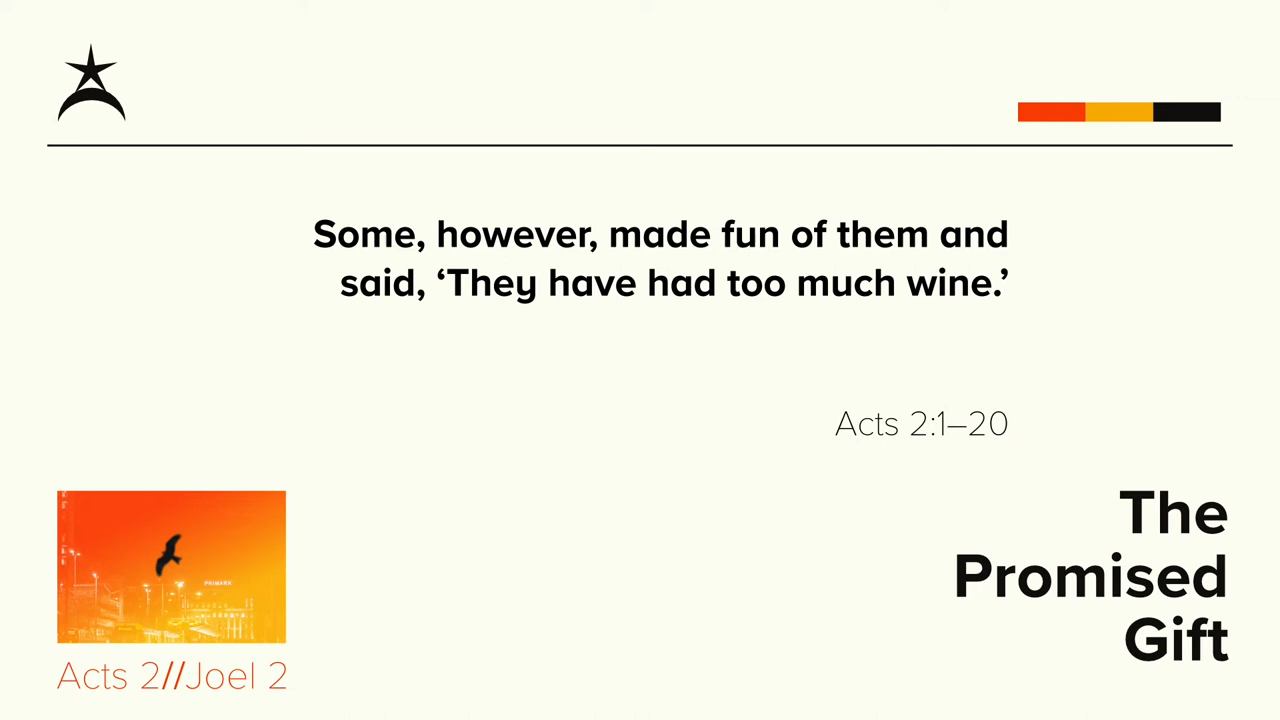 Some, however, made fun of them and
said, ‘They have had too much wine.’
Acts 2:1–20
PRIMARK
Acts 2//Joel 2
The
Promised
Gift